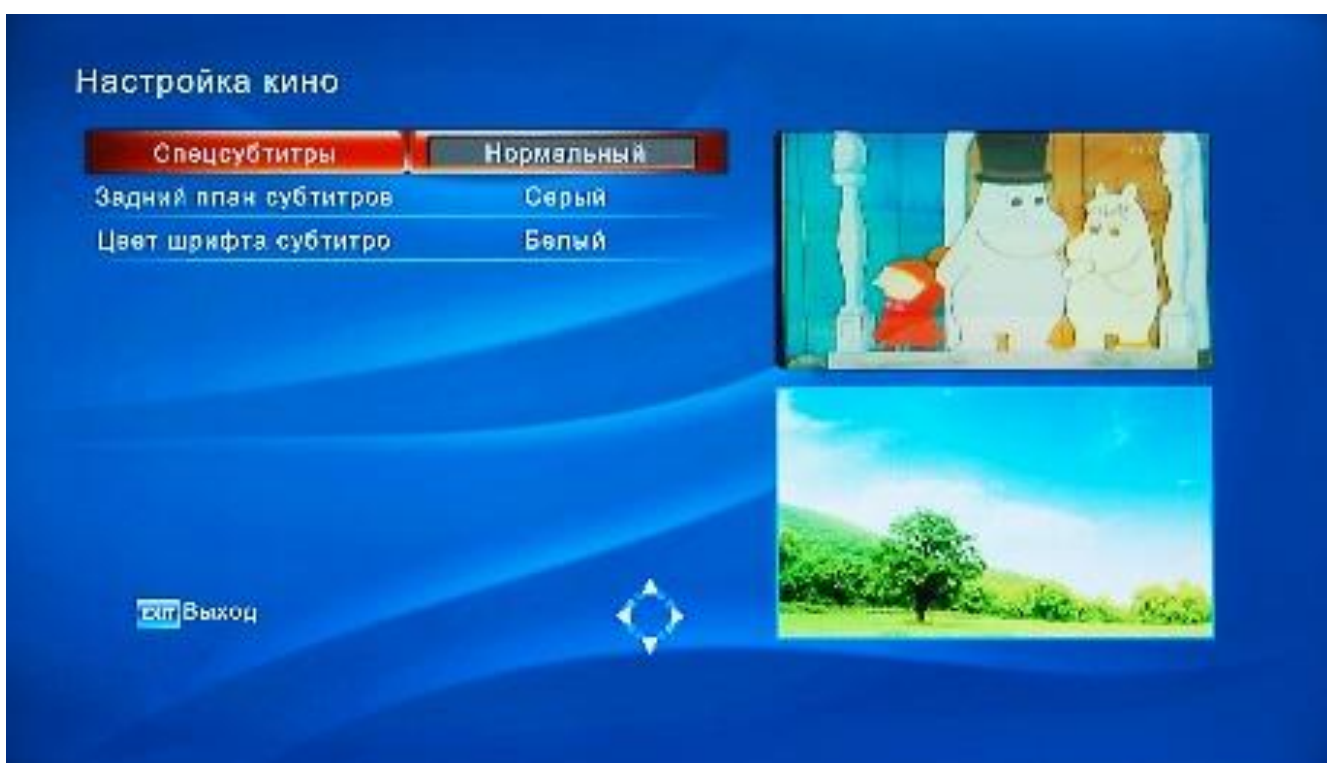 Настройка кино
Спецсубтитры Нормальный
Задний план субтитров Серый
Цвет шрифта субтитро Белый
EXIT Выход